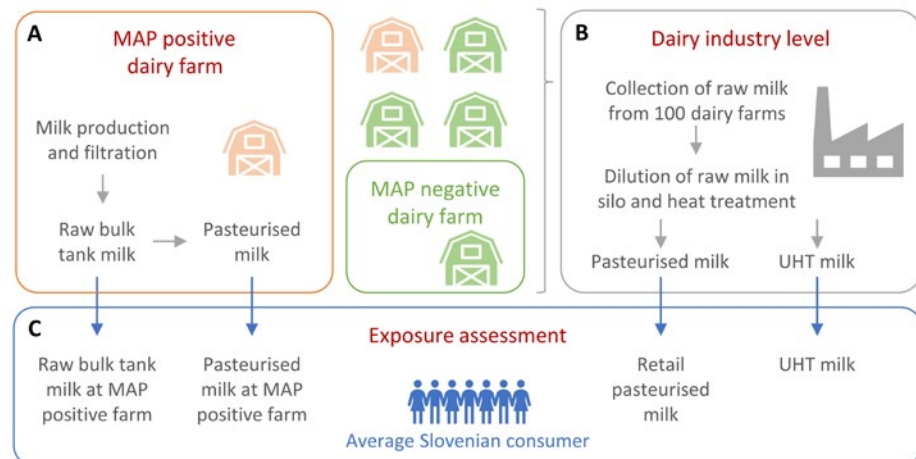 A
MAP positive
dairy farm
Milk production
and filtration
Raw bulk
tank milk
Pasteurised
milk
MAP negative
dairy farm
B
Dairy industry level
Collection of raw milk
from 100 dairy farms
Dilution of raw milk in
silo and heat treatment
Pasteurised milk
UHT milk
C
Exposure assessment
Raw bulk tank
milk at MAP
positive farm
Pasteurised
milk at MAP
positive farm
Average Slovenian consumer
Retail
pasteurised
milk
UHT milk